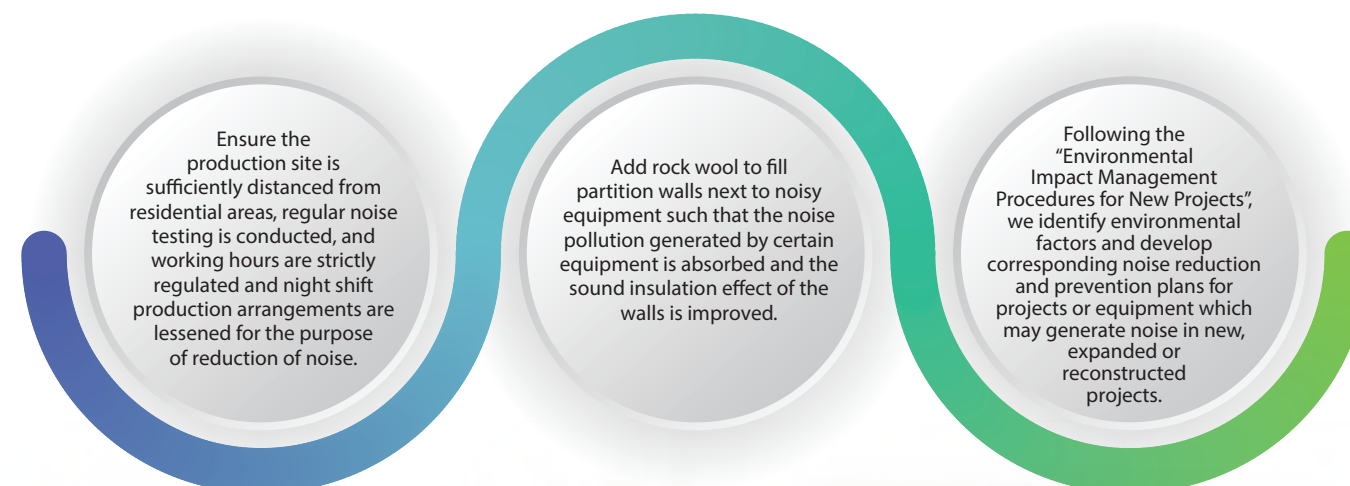 Ensure the
production site is
sufficiently distanced from
residential areas, regular noise
testing is conducted, and
working hours are strictly
regulated and night shift
production arrangements are
lessened for the purpose
of reduction of noise.
Add rock wool to fill
partition walls next to noisy
equipment such that the noise
pollution generated by certain
equipment is absorbed and the
sound insulation effect of the
walls is improved.
Following the
“Environmental
Impact Management
Procedures for New Projects”,
we identify environmental
factors and develop
corresponding noise reduction
and prevention plans for
projects or equipment which
may generate noise in new,
expanded or
reconstructed
projects.